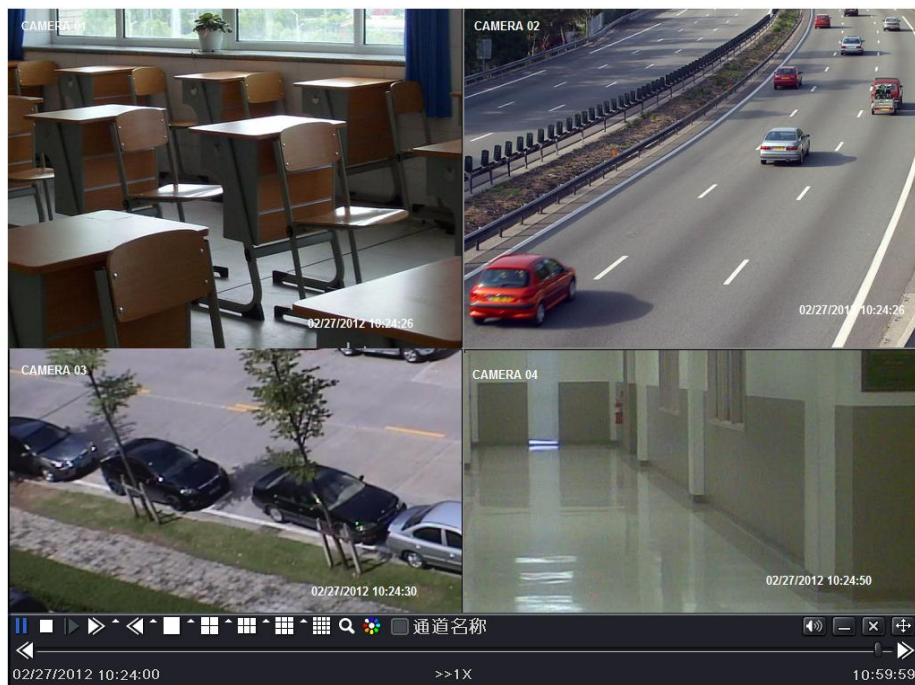 CAMERA 01
CAMERA 02
02/27/2012 10:24:26
02/27/2012 10:24:26
CAMERA 03
CAMERA 04
02/27/2012 10:24:30
02/27/2012 10:24:50
通道名称
02/27/2012 10:24:00
>>1X
10:59:59